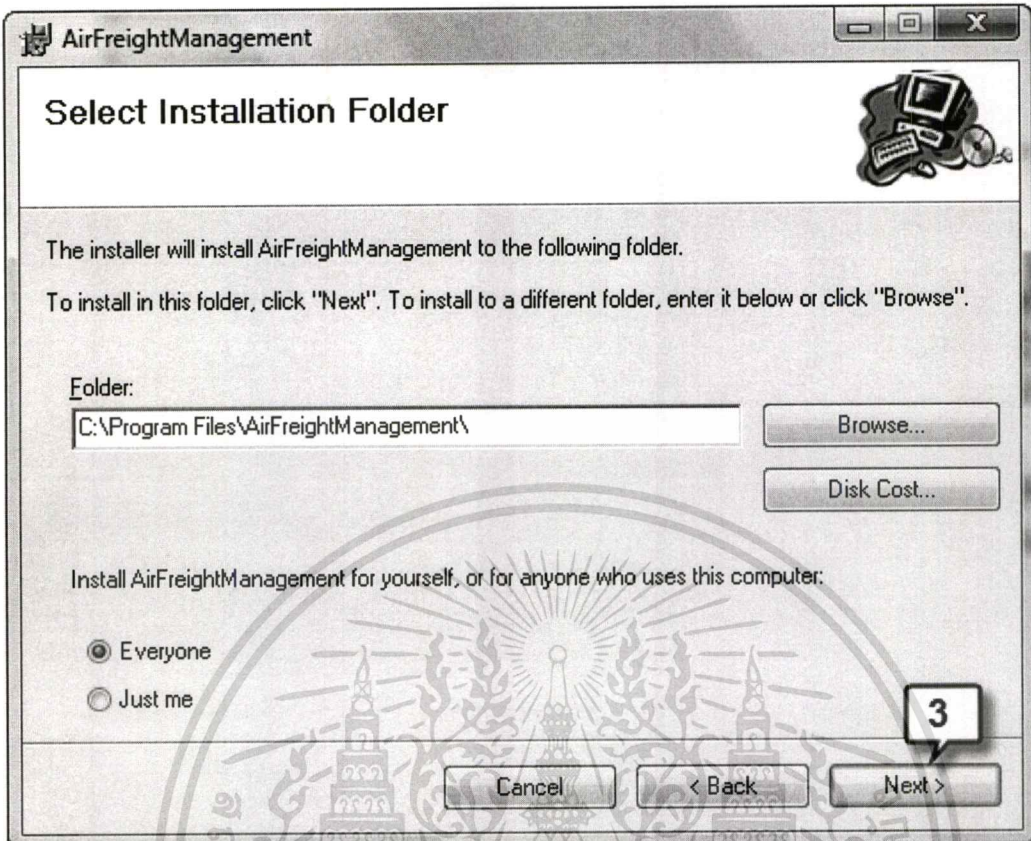 AirFreightManagement
Select Installation Folder
The installer will install AirFreightManagement to the following folder.
To install in this folder, click "Next". To install to a different folder, enter it below or click "Browse".
Folder:
C:\Program Files\AirFreightManagement\
Browse...
Disk Cost...
Install AirFreightManagement for yourself, or for anyone who uses this computer:
Everyone
Just me
3
Cancel
< Back
Next >